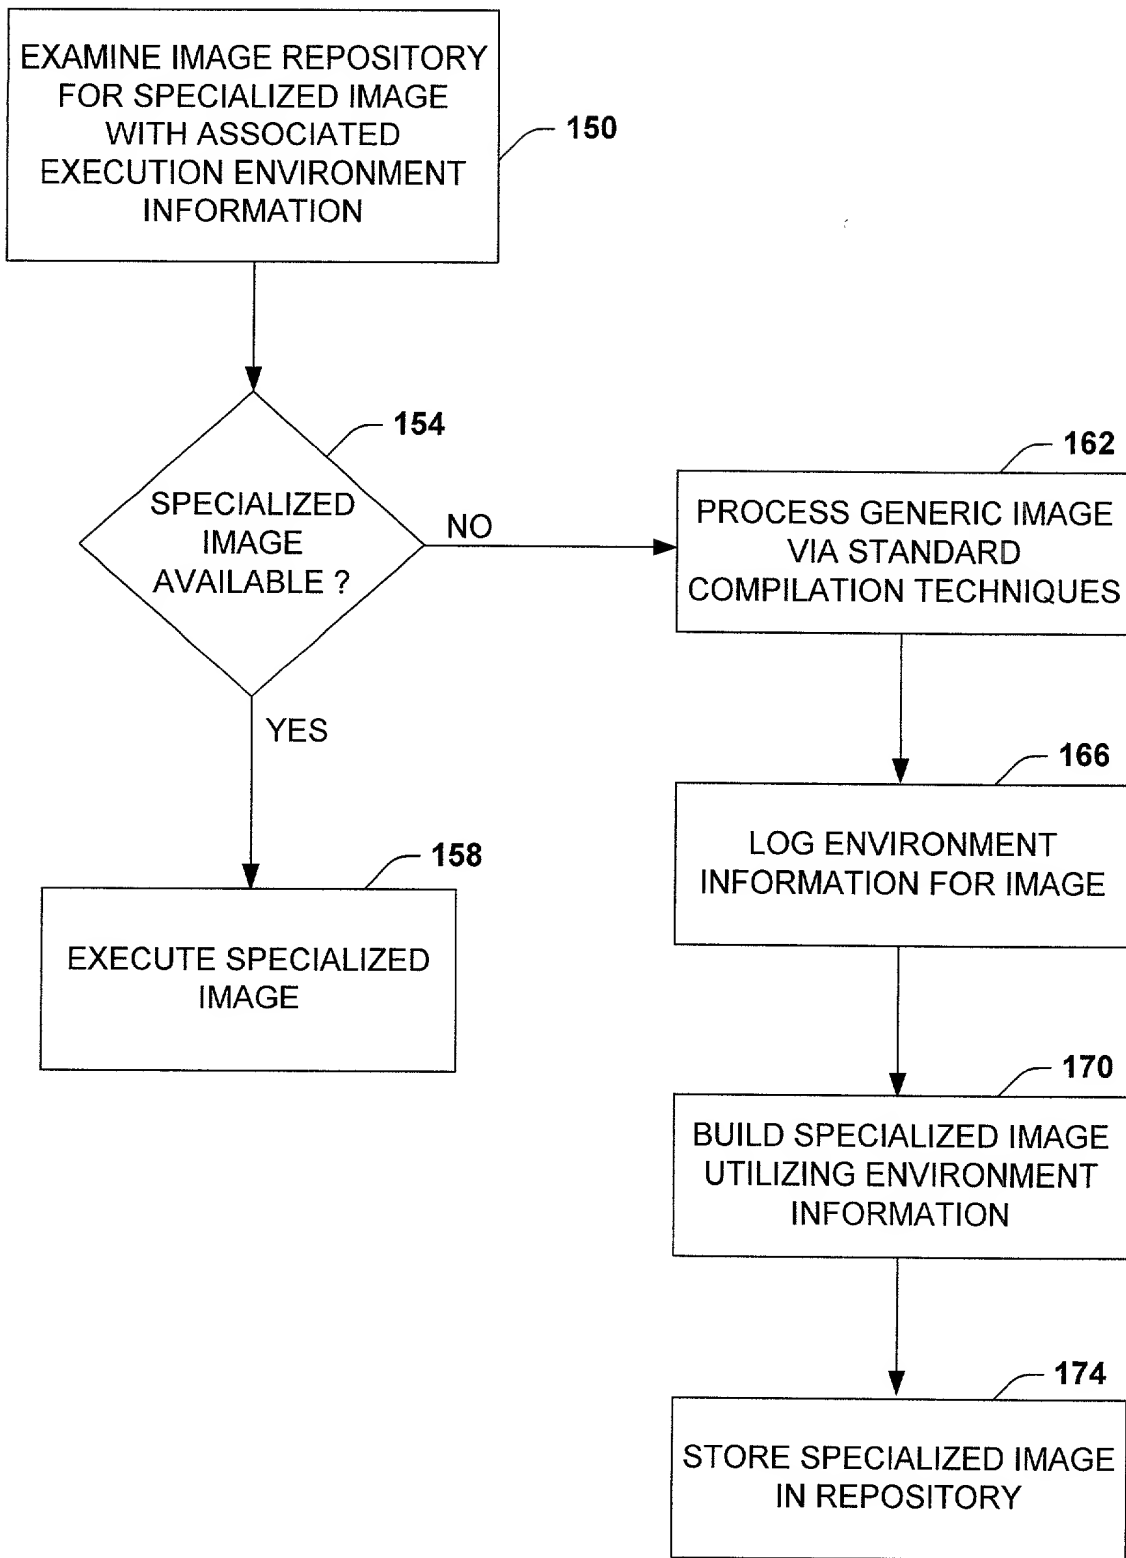 EXAMINE IMAGE REPOSITORY
FOR SPECIALIZED IMAGE
WITH ASSOCIATED
EXECUTION ENVIRONMENT
INFORMATION
150
154
SPECIALIZED
IMAGE
AVAILABLE ?
NO
YES
158
EXECUTE SPECIALIZED
IMAGE
162
PROCESS GENERIC IMAGE
VIA STANDARD
COMPILATION TECHNIQUES
166
LOG ENVIRONMENT
INFORMATION FOR IMAGE
170
BUILD SPECIALIZED IMAGE
UTILIZING ENVIRONMENT
INFORMATION
174
STORE SPECIALIZED IMAGE
IN REPOSITORY